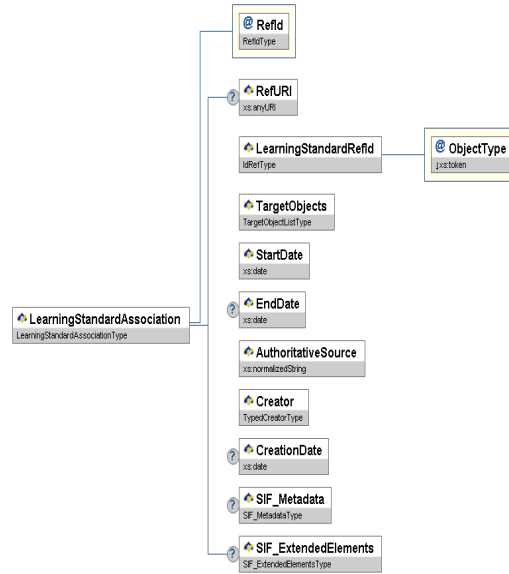 @ RefId
RefIdType
? RefURI
xs:anyURI
LearningStandardRefId
IdRefType
@ ObjectType
xs:token
TargetObjects
TargetObjectListType
StartDate
xs:date
LearningStandardAssociation
LearningStandardAssociationType
? EndDate
xs:date
AuthoritativeSource
xs:normalizedString
Creator
TypedCreatorType
? CreationDate
xs:date
? SIF_Metadata
SIF_MetadataType
? SIF_ExtendedElements
SIF_ExtendedElementsType